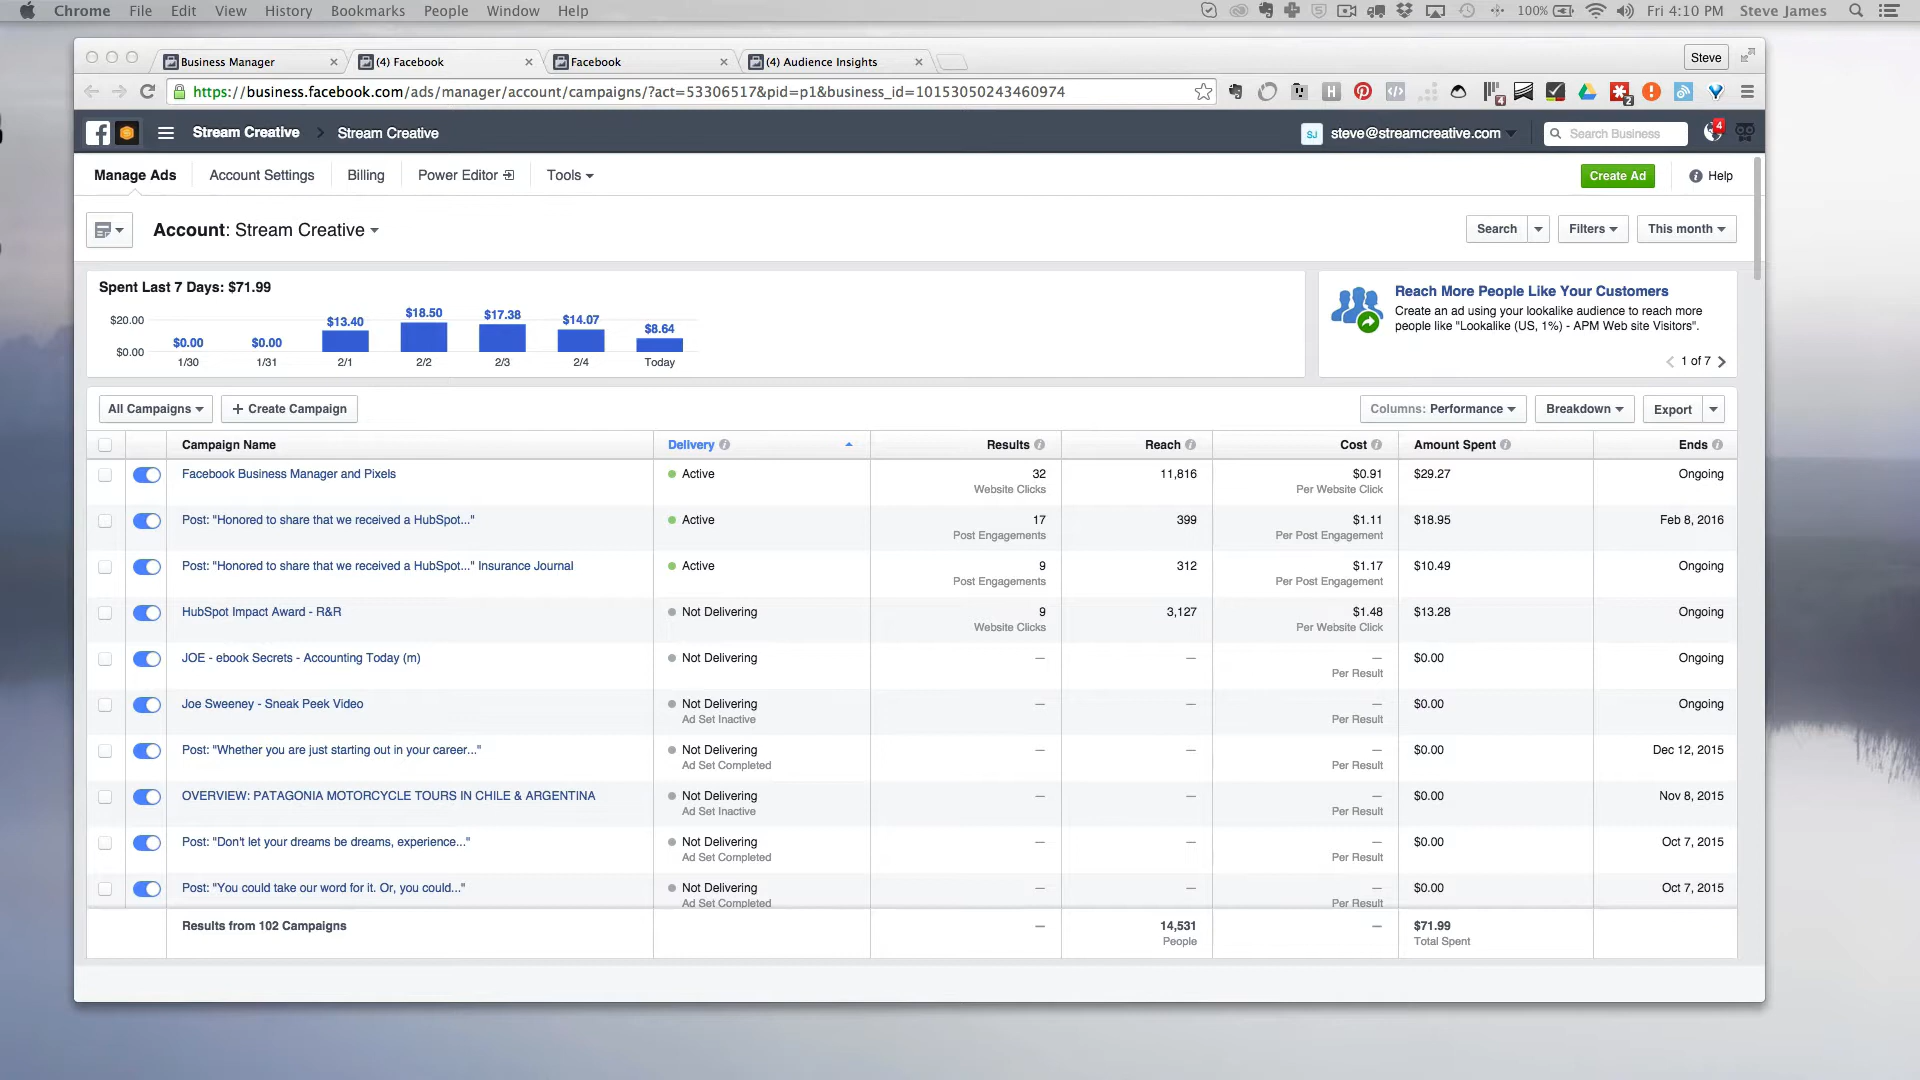 Chrome File Edit View History Bookmarks People Window Help 100% Fri 4:10 PM Steve James
Business Manager (4) Facebook Facebook (4) Audience Insights Steve
https://business.facebook.com/ads/manager/account/campaigns/?act=53306517&pid=p1&business_id=10153050243460974
Stream Creative Stream Creative SJ steve@streamcreative.com Search Business 4
Manage Ads Account Settings Billing Power Editor Tools Create Ad Help
Account: Stream Creative Search Filters This month
Spent Last 7 Days: $71.99
$20.00
$0.00
$0.00 $0.00 $13.40 $18.50 $17.38 $14.07 $8.64
1/30 1/31 2/1 2/2 2/3 2/4 Today
Reach More People Like Your Customers
Create an ad using your lookalike audience to reach more
people like "Lookalike (US, 1%) - APM Web site Visitors".
1 of 7
All Campaigns + Create Campaign Columns: Performance Breakdown Export
Campaign Name Delivery Results Reach Cost Amount Spent Ends
Facebook Business Manager and Pixels Active 32 11,816 $0.91 $29.27 Ongoing
Website Clicks Per Website Click
Post: "Honored to share that we received a HubSpot..." Active 17 399 $1.11 $18.95 Feb 8, 2016
Post Engagements Per Post Engagement
Post: "Honored to share that we received a HubSpot..." Insurance Journal Active 9 312 $1.17 $10.49 Ongoing
Post Engagements Per Post Engagement
HubSpot Impact Award - R&R Not Delivering 9 3,127 $1.48 $13.28 Ongoing
Website Clicks Per Website Click
JOE - ebook Secrets - Accounting Today (m) Not Delivering — — — $0.00 Ongoing
Per Result
Joe Sweeney - Sneak Peek Video Not Delivering — — — $0.00 Ongoing
Ad Set Inactive Per Result
Post: "Whether you are just starting out in your career..." Not Delivering — — — $0.00 Dec 12, 2015
Ad Set Completed Per Result
OVERVIEW: PATAGONIA MOTORCYCLE TOURS IN CHILE & ARGENTINA Not Delivering — — — $0.00 Nov 8, 2015
Ad Set Inactive Per Result
Post: "Don't let your dreams be dreams, experience..." Not Delivering — — — $0.00 Oct 7, 2015
Ad Set Completed Per Result
Post: "You could take our word for it. Or, you could..." Not Delivering — — — $0.00 Oct 7, 2015
Ad Set Completed Per Result
Results from 102 Campaigns — 14,531 — $71.99
People Total Spent